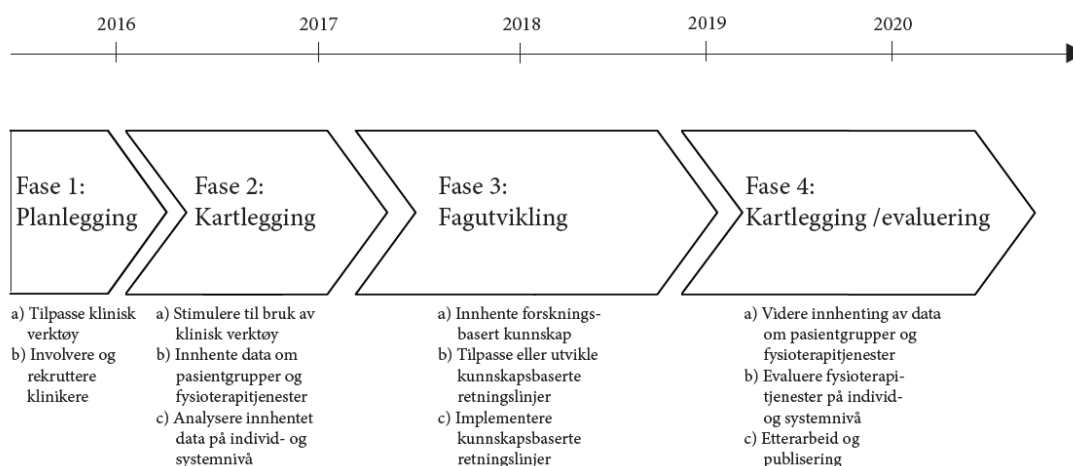 2016 2017 2018 2019 2020
Fase 1:
Planlegging
Fase 2:
Kartlegging
Fase 3:
Fagutvikling
Fase 4:
Kartlegging /evaluering
a) Tilpasse klinisk
verktøy
b) Involvere og
rekruttere
klinikere
a) Stimulere til bruk av
klinisk verktøy
b) Innhente data om
pasientgrupper og
fysioterapitjenester
c) Analysere innhentet
data på individ- og
systemnivå
a) Innhente forsknings-
basert kunnskap
b) Tilpasse eller utvikle
kunnskapsbaserte
retningslinjer
c) Implementere
kunnskapsbaserte
retningslinjer
a) Videre innhenting av data
om pasientgrupper og
fysioterapitjenester
b) Evaluere fysioterapi-
tjenester på individ-
og systemnivå
c) Etterarbeid og
publisering